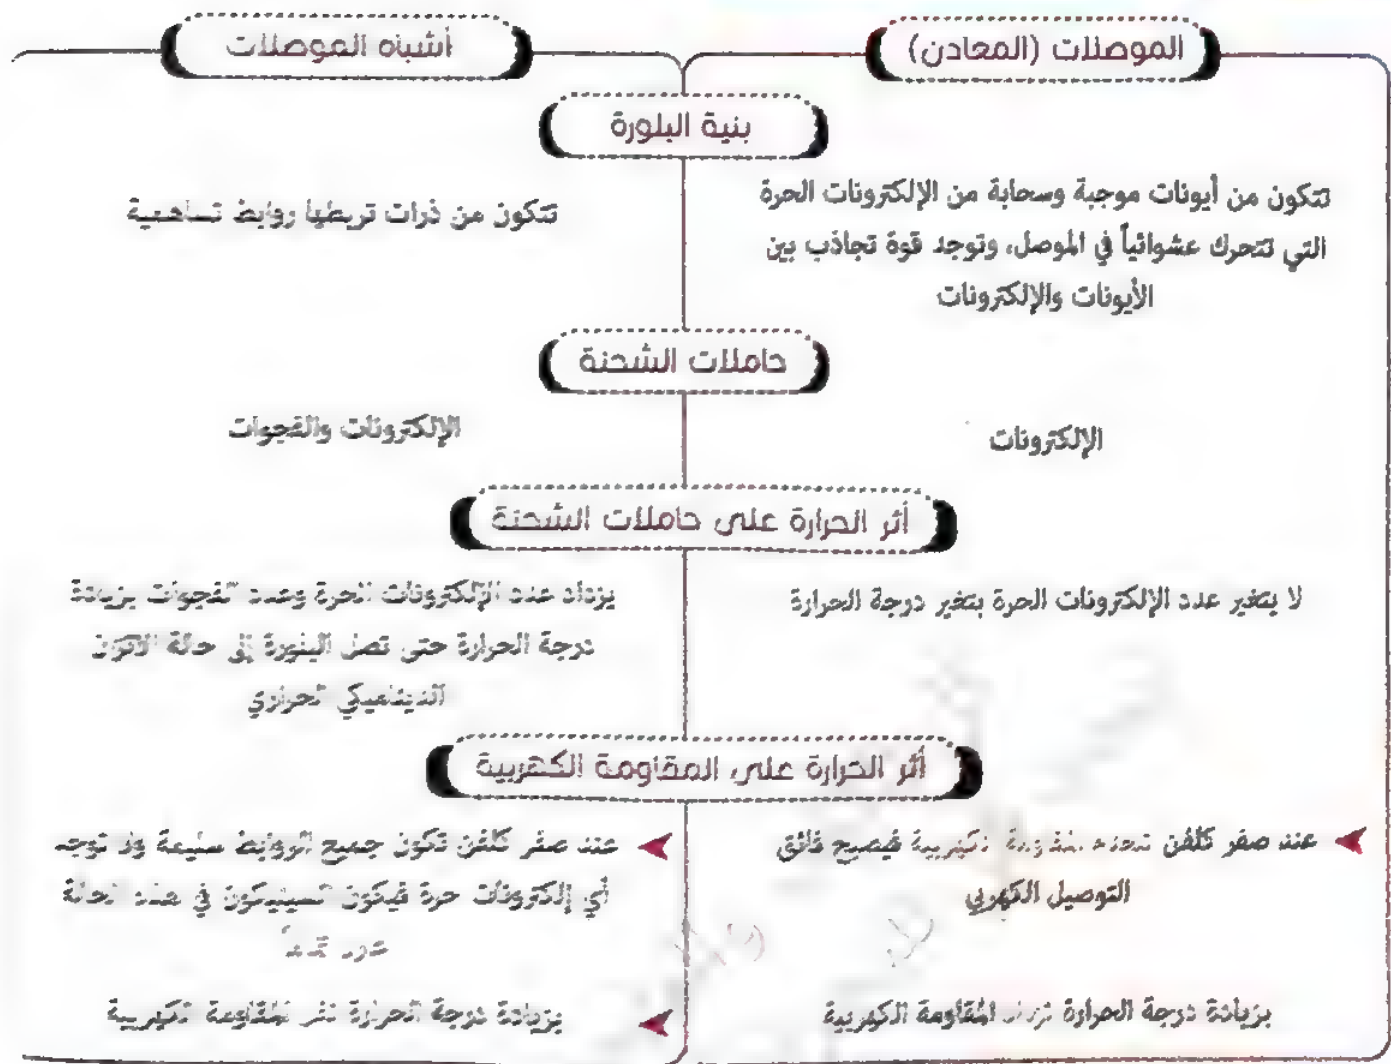 الموصلات (المعادن)
أشباه الموصلات
بنية البلورة
تتكون من أيونات موجبة وسحابة من الإلكترونات الحرة
التي تتحرك عشوائياً في الموصل، وتوجد قوة تجاذب بين
الأيونات والإلكترونات
تتكون من ذرات تربطها روابط تساهمية
حاملات الشحنة
الإلكترونات
الإلكترونات والفجوات
أثر الحرارة على حاملات الشحنة
لا يتغير عدد الإلكترونات الحرة بتغير درجة الحرارة
يزداد عدد الإلكترونات الحرة وعدد الفجوات بزيادة
درجة الحرارة حتى تصل البلورة إلى حالة الاتزان
الديناميكي الحراري
أثر الحرارة على المقاومة الكهربية
عند صفر كلفن تنعدم المقاومة الكهربية فيصبح فائق
التوصيل الكهربي
بزيادة درجة الحرارة تزداد المقاومة الكهربية
عند صفر كلفن تكون جميع الروابط سليمة ولا توجد
أي إلكترونات حرة فيكون السيليكون في هذه الحالة
بزيادة درجة الحرارة تقل المقاومة الكهربية